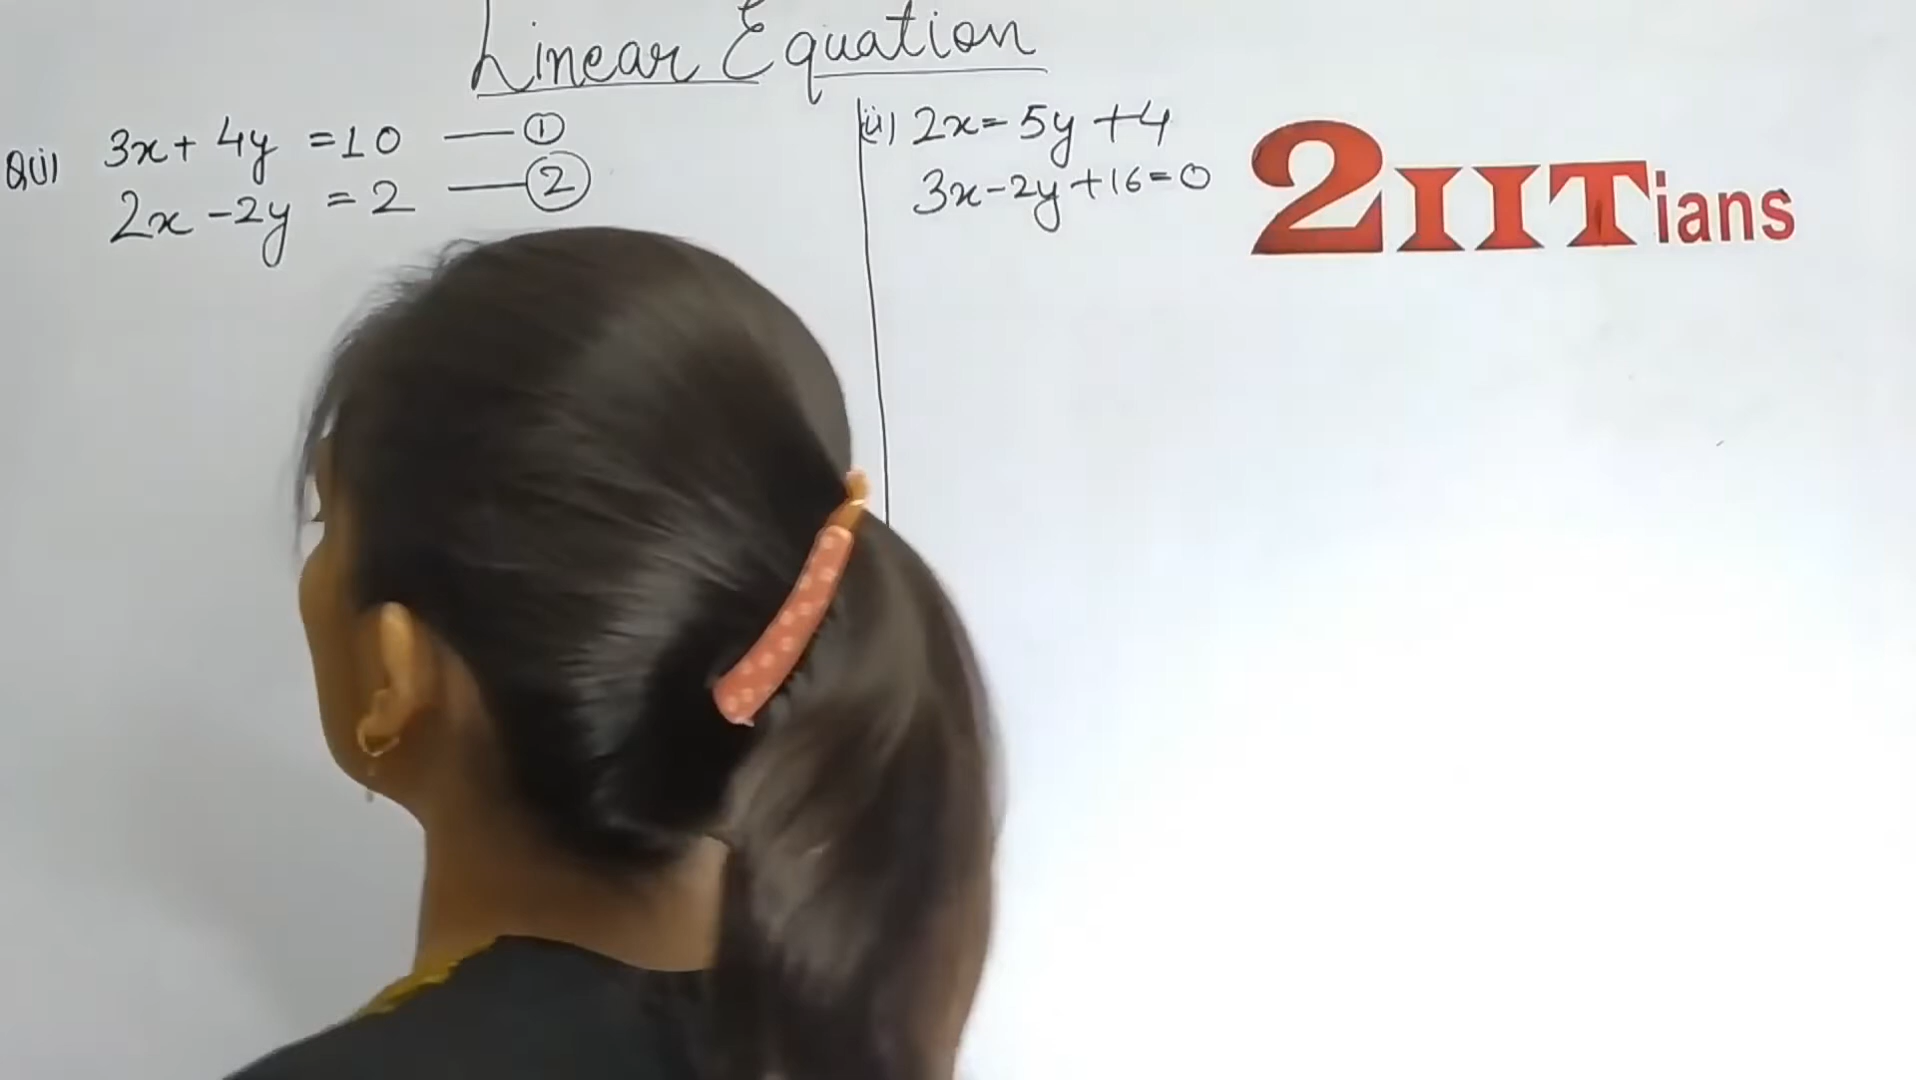 Linear Equation
Q(i) 3x + 4y = 10 — ①
2x - 2y = 2 — ②
(ii) 2x = 5y + 4
3x - 2y + 16 = 0
2IITians